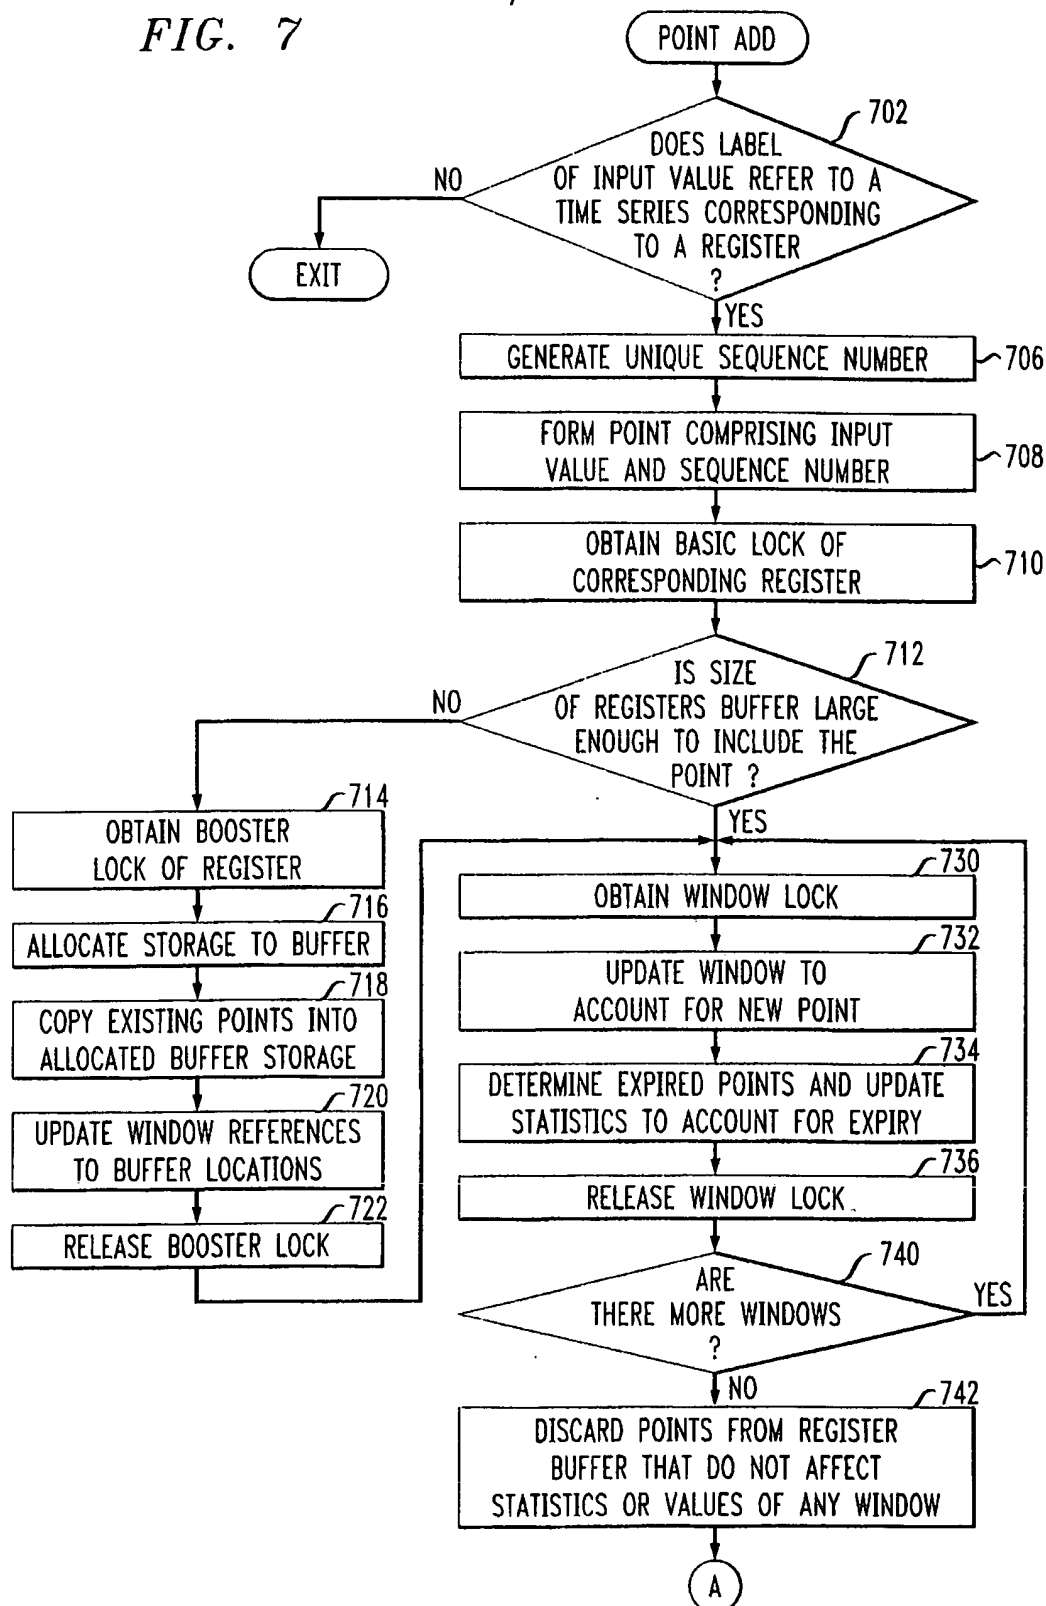 FIG. 7
POINT ADD
702
DOES LABEL
OF INPUT VALUE REFER TO A
TIME SERIES CORRESPONDING
TO A REGISTER
?
NO
EXIT
YES
GENERATE UNIQUE SEQUENCE NUMBER
706
FORM POINT COMPRISING INPUT
VALUE AND SEQUENCE NUMBER
708
OBTAIN BASIC LOCK OF
CORRESPONDING REGISTER
710
712
IS SIZE
OF REGISTERS BUFFER LARGE
ENOUGH TO INCLUDE THE
POINT ?
NO
YES
714
OBTAIN BOOSTER
LOCK OF REGISTER
716
ALLOCATE STORAGE TO BUFFER
718
COPY EXISTING POINTS INTO
ALLOCATED BUFFER STORAGE
720
UPDATE WINDOW REFERENCES
TO BUFFER LOCATIONS
722
RELEASE BOOSTER LOCK
730
OBTAIN WINDOW LOCK
732
UPDATE WINDOW TO
ACCOUNT FOR NEW POINT
734
DETERMINE EXPIRED POINTS AND UPDATE
STATISTICS TO ACCOUNT FOR EXPIRY
736
RELEASE WINDOW LOCK
740
ARE
THERE MORE WINDOWS
?
YES
NO
742
DISCARD POINTS FROM REGISTER
BUFFER THAT DO NOT AFFECT
STATISTICS OR VALUES OF ANY WINDOW
A